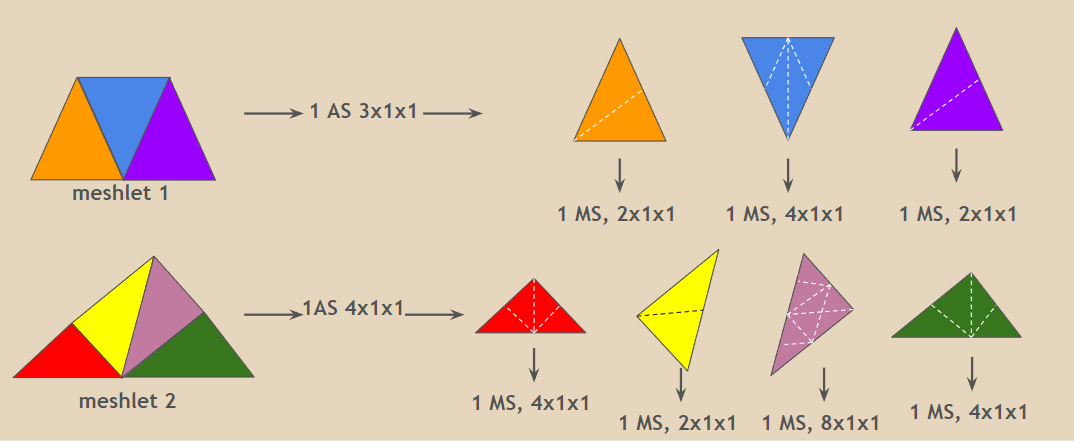 meshlet 1
1 AS 3x1x1
1 MS, 2x1x1
1 MS, 4x1x1
1 MS, 2x1x1
meshlet 2
1AS 4x1x1
1 MS, 4x1x1
1 MS, 2x1x1
1 MS, 8x1x1
1 MS, 4x1x1